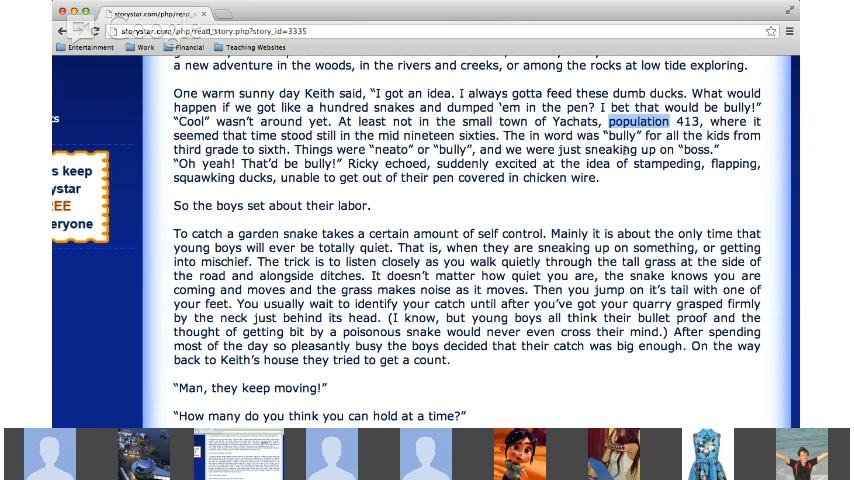 storystar.com/php/read_story
storystar.com/php/read_story.php?story_id=3335
Google
Entertainment Work Financial Teaching Websites
a new adventure in the woods, in the rivers and creeks, or among the rocks at low tide exploring.
One warm sunny day Keith said, “I got an idea. I always gotta feed these dumb ducks. What would
happen if we got like a hundred snakes and dumped ‘em in the pen? I bet that would be bully!”
“Cool” wasn’t around yet. At least not in the small town of Yachats, population 413, where it
seemed that time stood still in the mid nineteen sixties. The in word was “bully” for all the kids from
third grade to sixth. Things were “neato” or “bully”, and we were just sneaking up on “boss.”
“Oh yeah! That’d be bully!” Ricky echoed, suddenly excited at the idea of stampeding, flapping,
squawking ducks, unable to get out of their pen covered in chicken wire.
So the boys set about their labor.
To catch a garden snake takes a certain amount of self control. Mainly it is about the only time that
young boys will ever be totally quiet. That is, when they are sneaking up on something, or getting
into mischief. The trick is to listen closely as you walk quietly through the tall grass at the side of
the road and alongside ditches. It doesn’t matter how quiet you are, the snake knows you are
coming and moves and the grass makes noise as it moves. Then you jump on it’s tail with one of
your feet. You usually wait to identify your catch until after you’ve got your quarry grasped firmly
by the neck just behind its head. (I know, but young boys all think their bullet proof and the
thought of getting bit by a poisonous snake would never even cross their mind.) After spending
most of the day so pleasantly busy the boys decided that their catch was big enough. On the way
back to Keith’s house they tried to get a count.
“Man, they keep moving!”
“How many do you think you can hold at a time?”
ts
s keep
ystar
EE
eryone